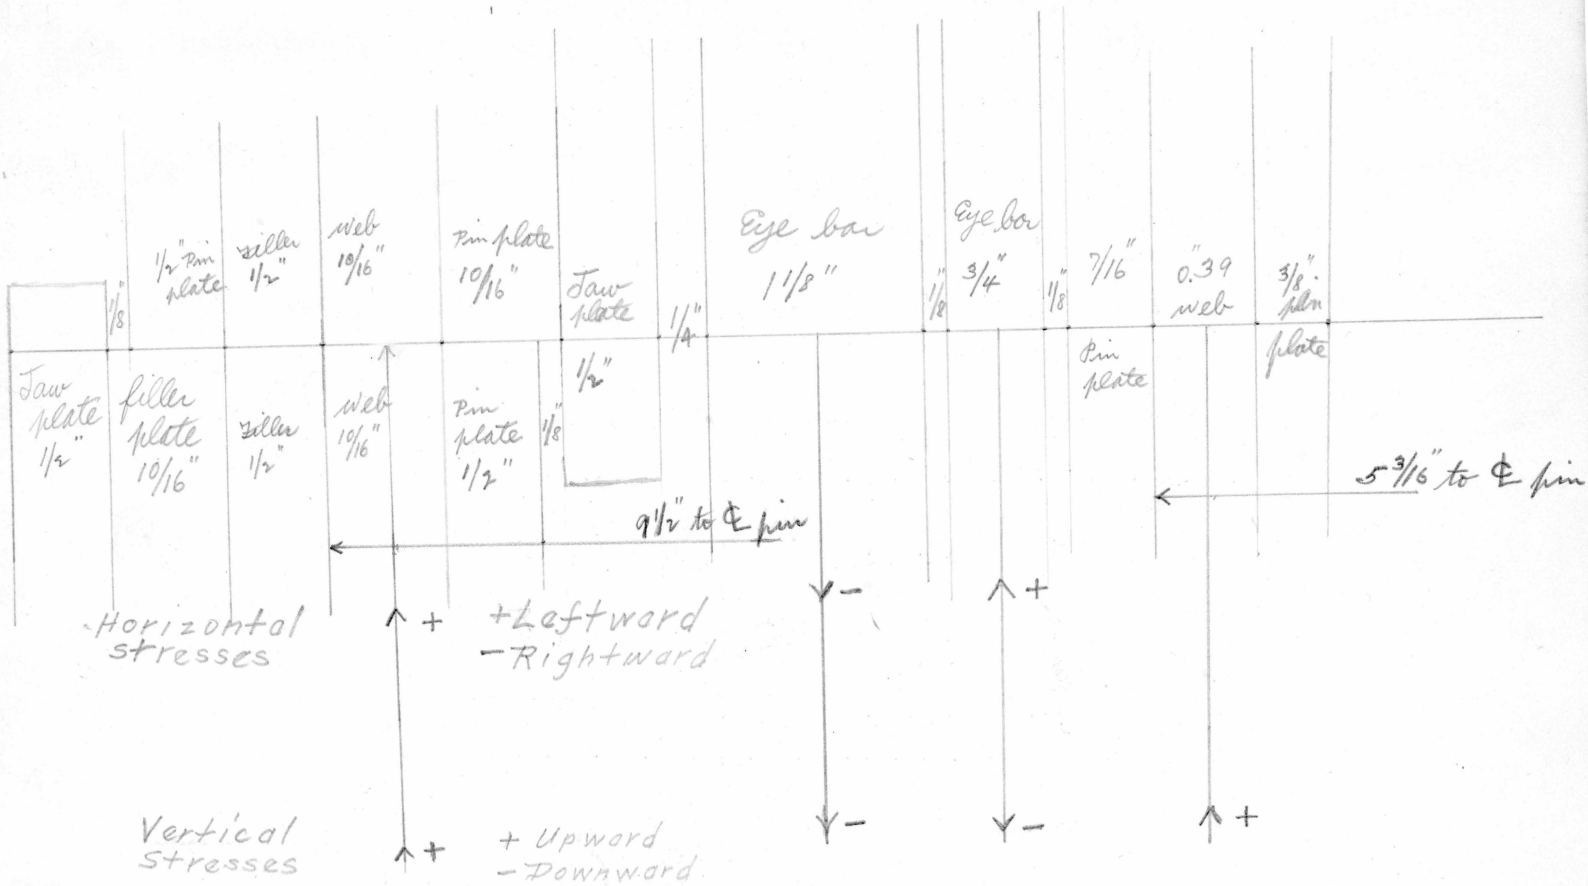 1/8"
1/2" Pin
plate
Filler
1/2"
Web
10/16"
Pin plate
10/16"
Jaw
plate
1/4"
Eye bar
1 1/8"
1/8"
Eye bar
3/4"
1/8"
7/16"
0.39"
web
3/8"
pin
plate
Jaw
plate
1/2"
filler
plate
10/16"
Filler
1/2"
Web
10/16"
Pin
plate
1/2"
1/8"
1/2"
Pin
plate
9 1/2" to ℄ pin
5 3/16" to ℄ pin
Horizontal
stresses
+
+Leftward
-Rightward
-
+
Vertical
stresses
+
+ Upward
- Downward
-
-
+